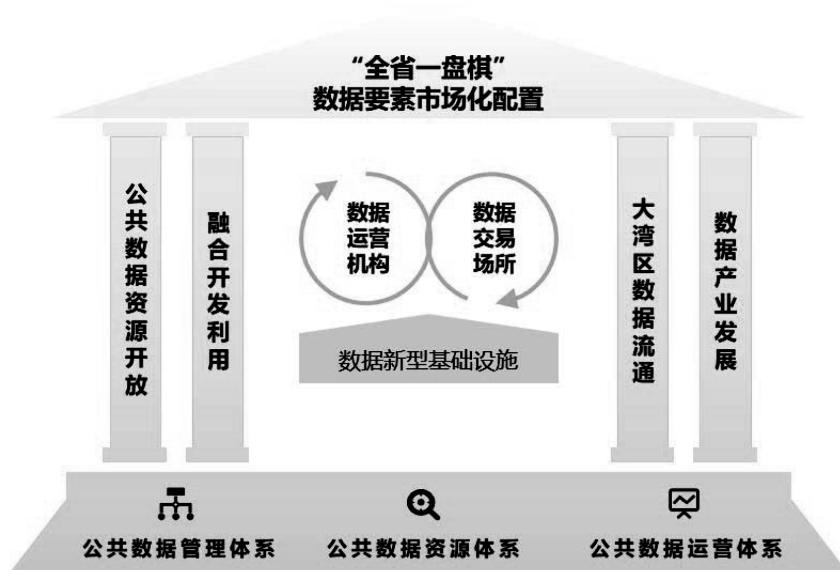 “全省一盘棋”
数据要素市场化配置
公共数据资源开放
融合开发利用
数据
运营
机构
数据
交易
场所
数据新型基础设施
大湾区数据流通
数据产业发展
公共数据管理体系
公共数据资源体系
公共数据运营体系